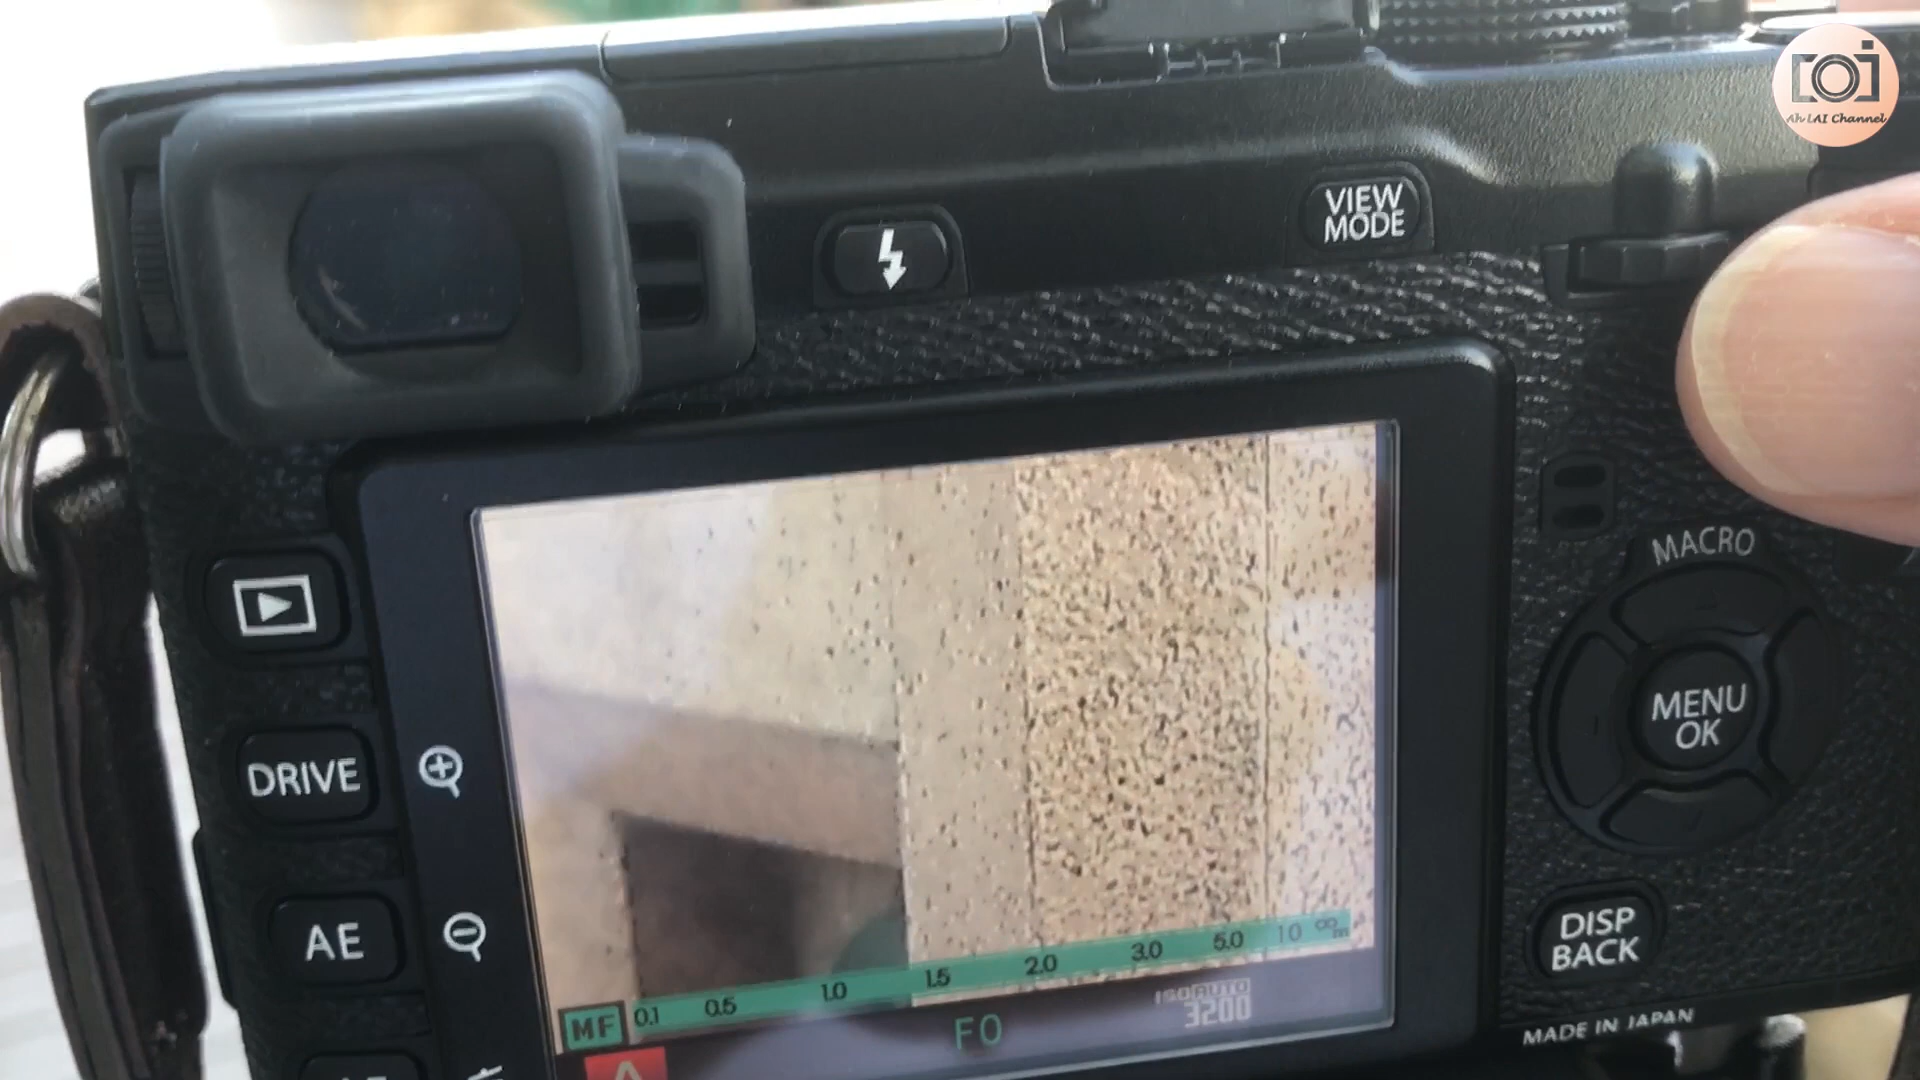 Ah LAI Channel
VIEW
MODE
MACRO
MENU
OK
DRIVE
AE
DISP
BACK
MF 0.1 0.5 1.0 1.5 2.0 3.0 5.0 10 ∞ m
F0
ISO AUTO
3200
MADE IN JAPAN